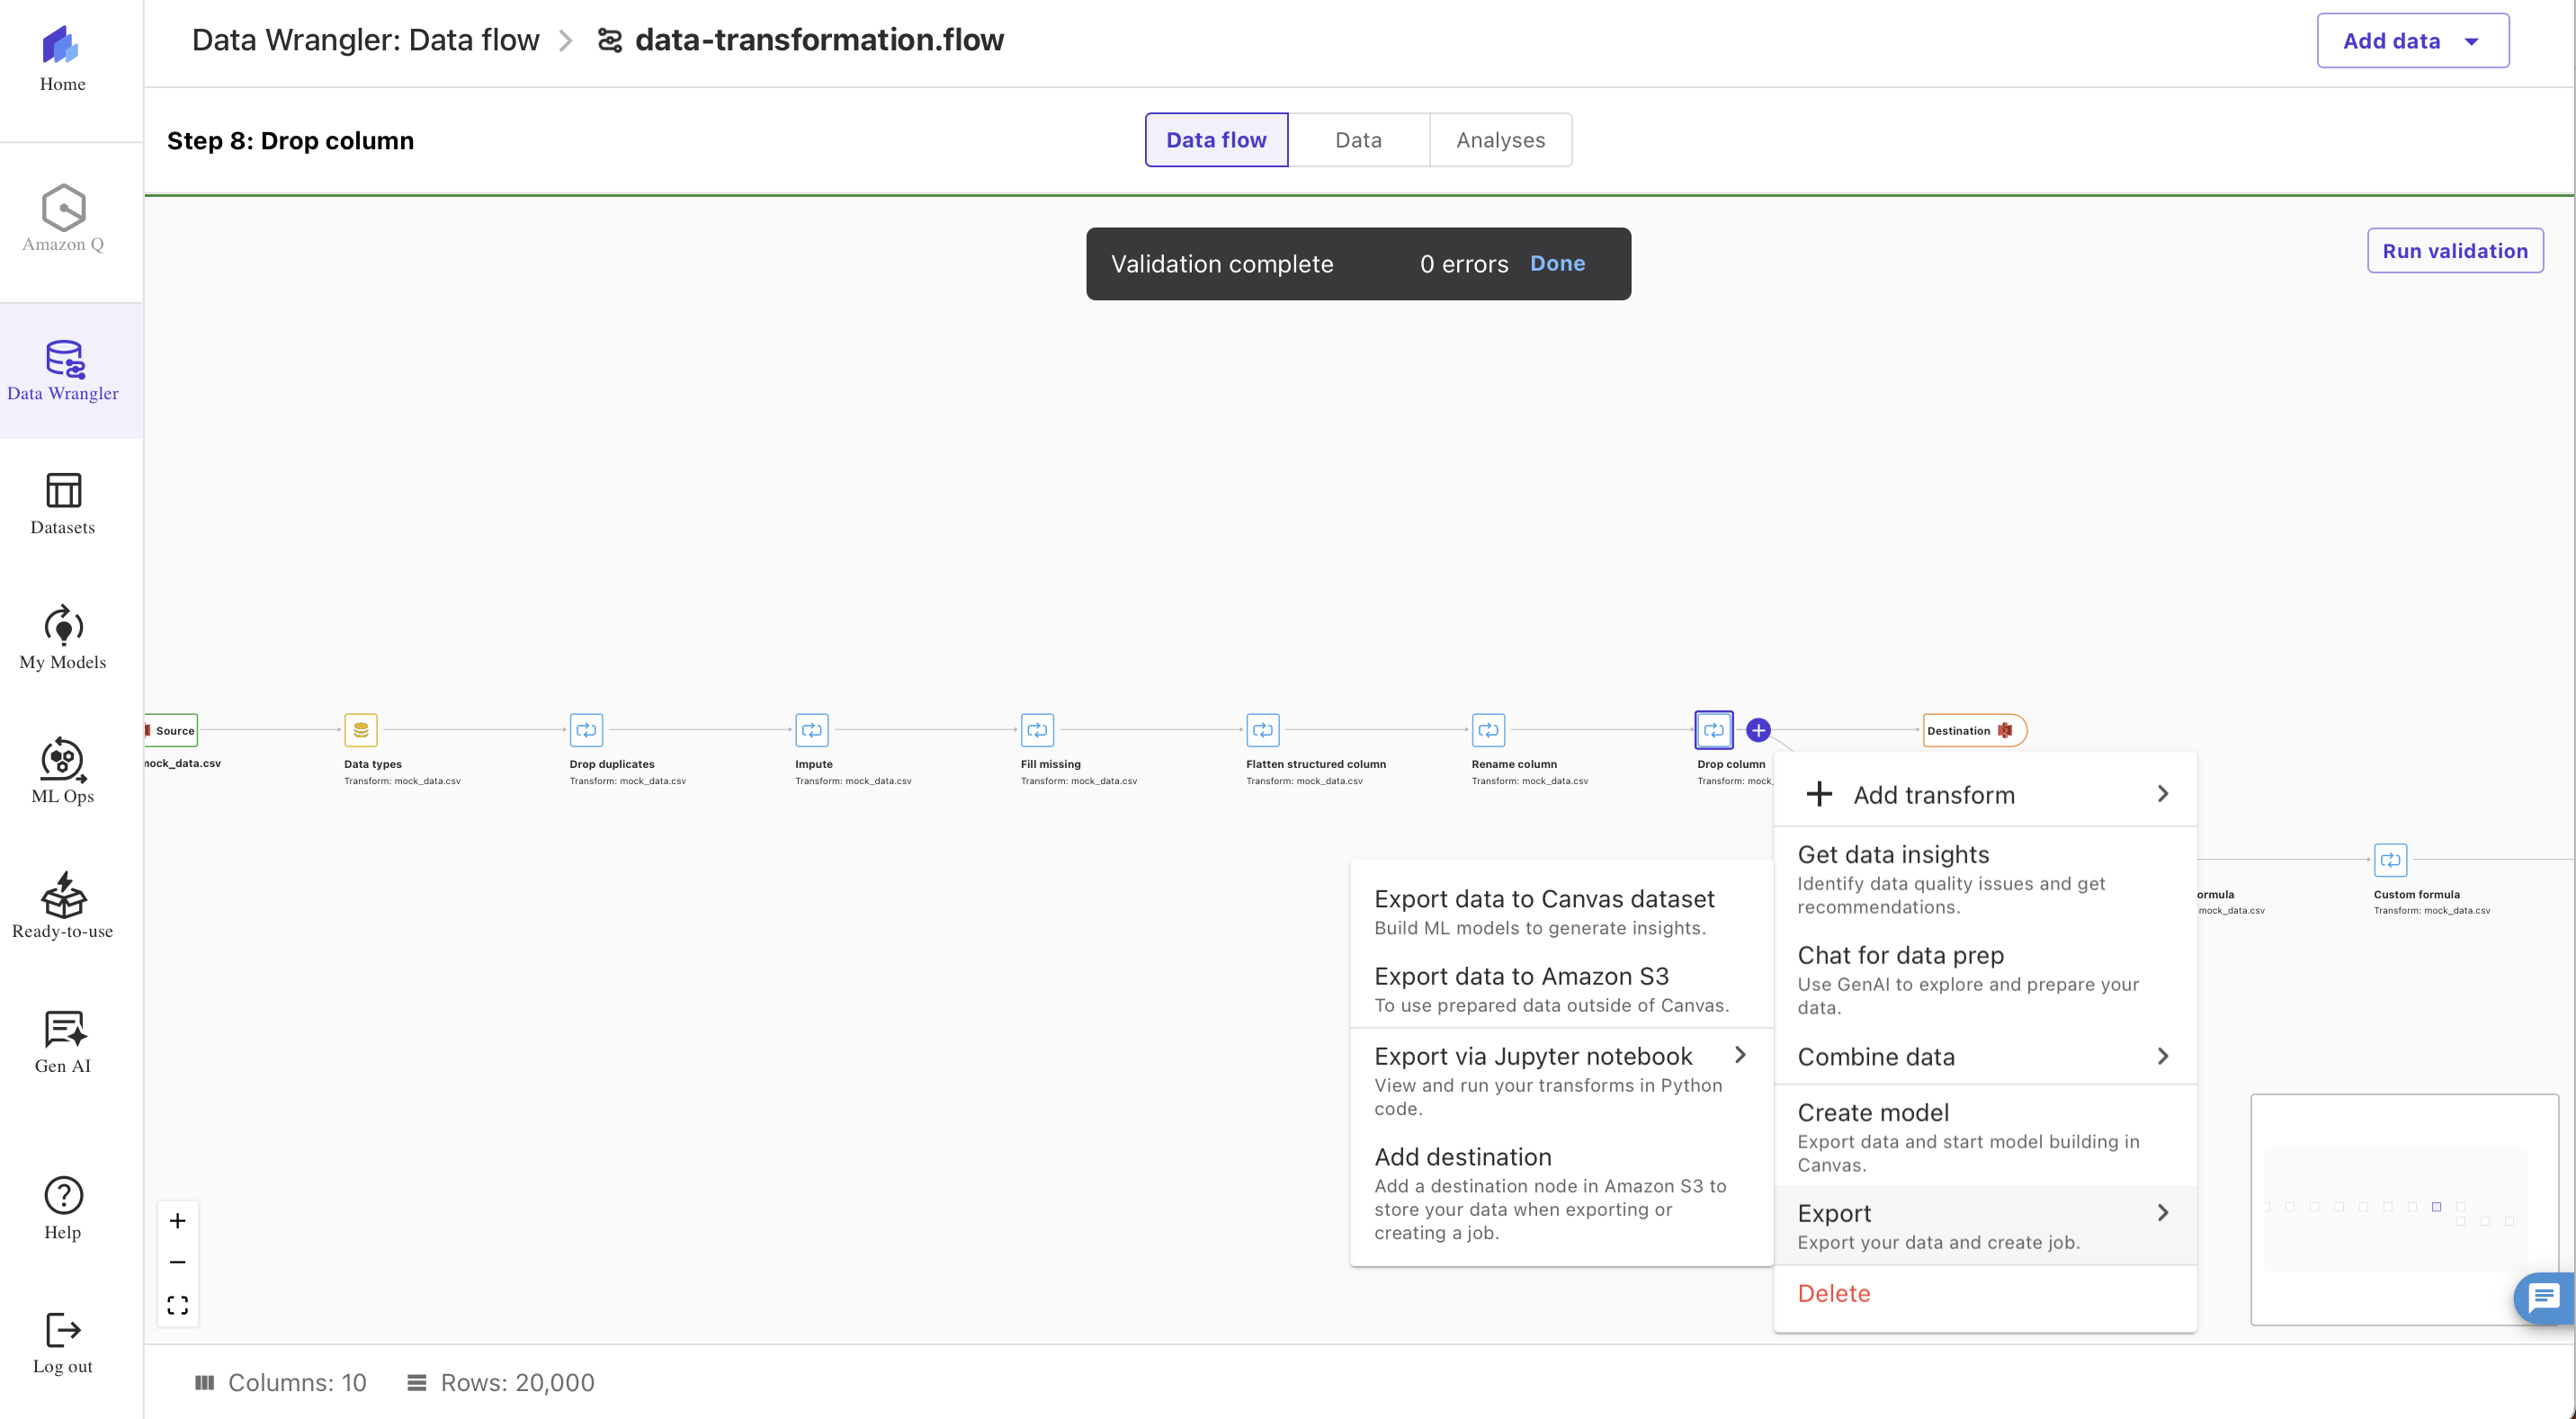 Home
Amazon Q
Data Wrangler
Datasets
My Models
ML Ops
Ready-to-use
Gen AI
Help
Log out
Data Wrangler: Data flow
data-transformation.flow
Add data
Step 8: Drop column
Data flow
Data
Analyses
Validation complete
0 errors
Done
Run validation
Source
mock_data.csv
Data types
Transform: mock_data.csv
Drop duplicates
Transform: mock_data.csv
Impute
Transform: mock_data.csv
Fill missing
Transform: mock_data.csv
Flatten structured column
Transform: mock_data.csv
Rename column
Transform: mock_data.csv
Drop column
Transform: mock_
Destination
ormula
mock_data.csv
Custom formula
Transform: mock_data.csv
Add transform
Get data insights
Identify data quality issues and get
recommendations.
Chat for data prep
Use GenAI to explore and prepare your
data.
Combine data
Create model
Export data and start model building in
Canvas.
Export
Export your data and create job.
Delete
Export data to Canvas dataset
Build ML models to generate insights.
Export data to Amazon S3
To use prepared data outside of Canvas.
Export via Jupyter notebook
View and run your transforms in Python
code.
Add destination
Add a destination node in Amazon S3 to
store your data when exporting or
creating a job.
Columns: 10
Rows: 20,000